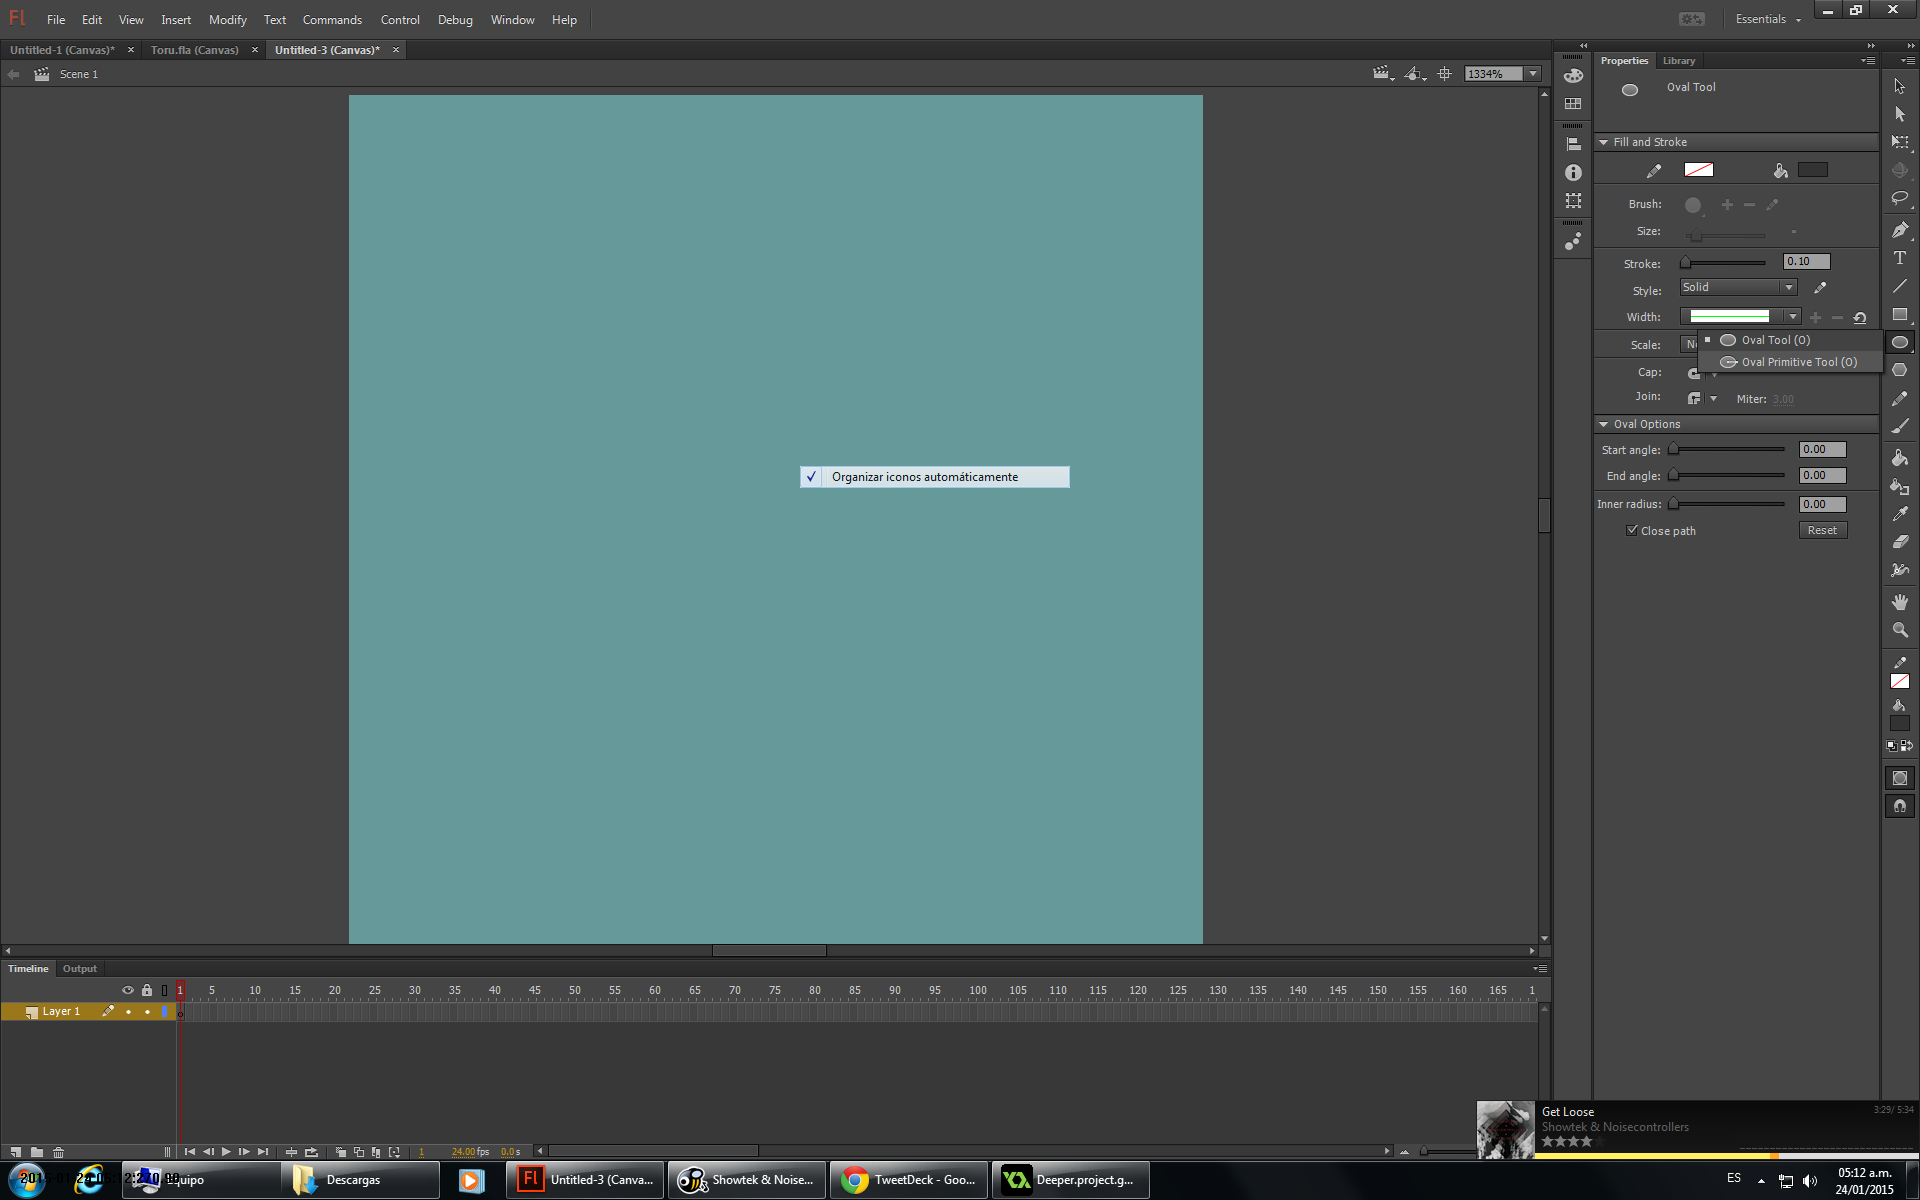 Fl File Edit View Insert Modify Text Commands Control Debug Window Help Essentials
Untitled-1 (Canvas)* Toru.fla (Canvas) Untitled-3 (Canvas)*
Scene 1 1334%
Properties Library
Oval Tool
Fill and Stroke
Brush:
Size:
Stroke: 0.10
Style: Solid
Width:
Scale:
Oval Tool (O)
Oval Primitive Tool (O)
Cap:
Join: Miter: 3.00
Oval Options
Start angle: 0.00
End angle: 0.00
Inner radius: 0.00
Close path Reset
Organizar iconos automáticamente
Timeline Output
1 5 10 15 20 25 30 35 40 45 50 55 60 65 70 75 80 85 90 95 100 105 110 115 120 125 130 135 140 145 150 155 160 165 1
Layer 1
1 24.00 fps 0.0 s
Get Loose 3:29/ 5:34
Showtek & Noisecontrollers
Equipo Descargas Untitled-3 (Canva... Showtek & Noise... TweetDeck - Goo... Deeper.project.g... ES
05:12 a.m.
24/01/2015